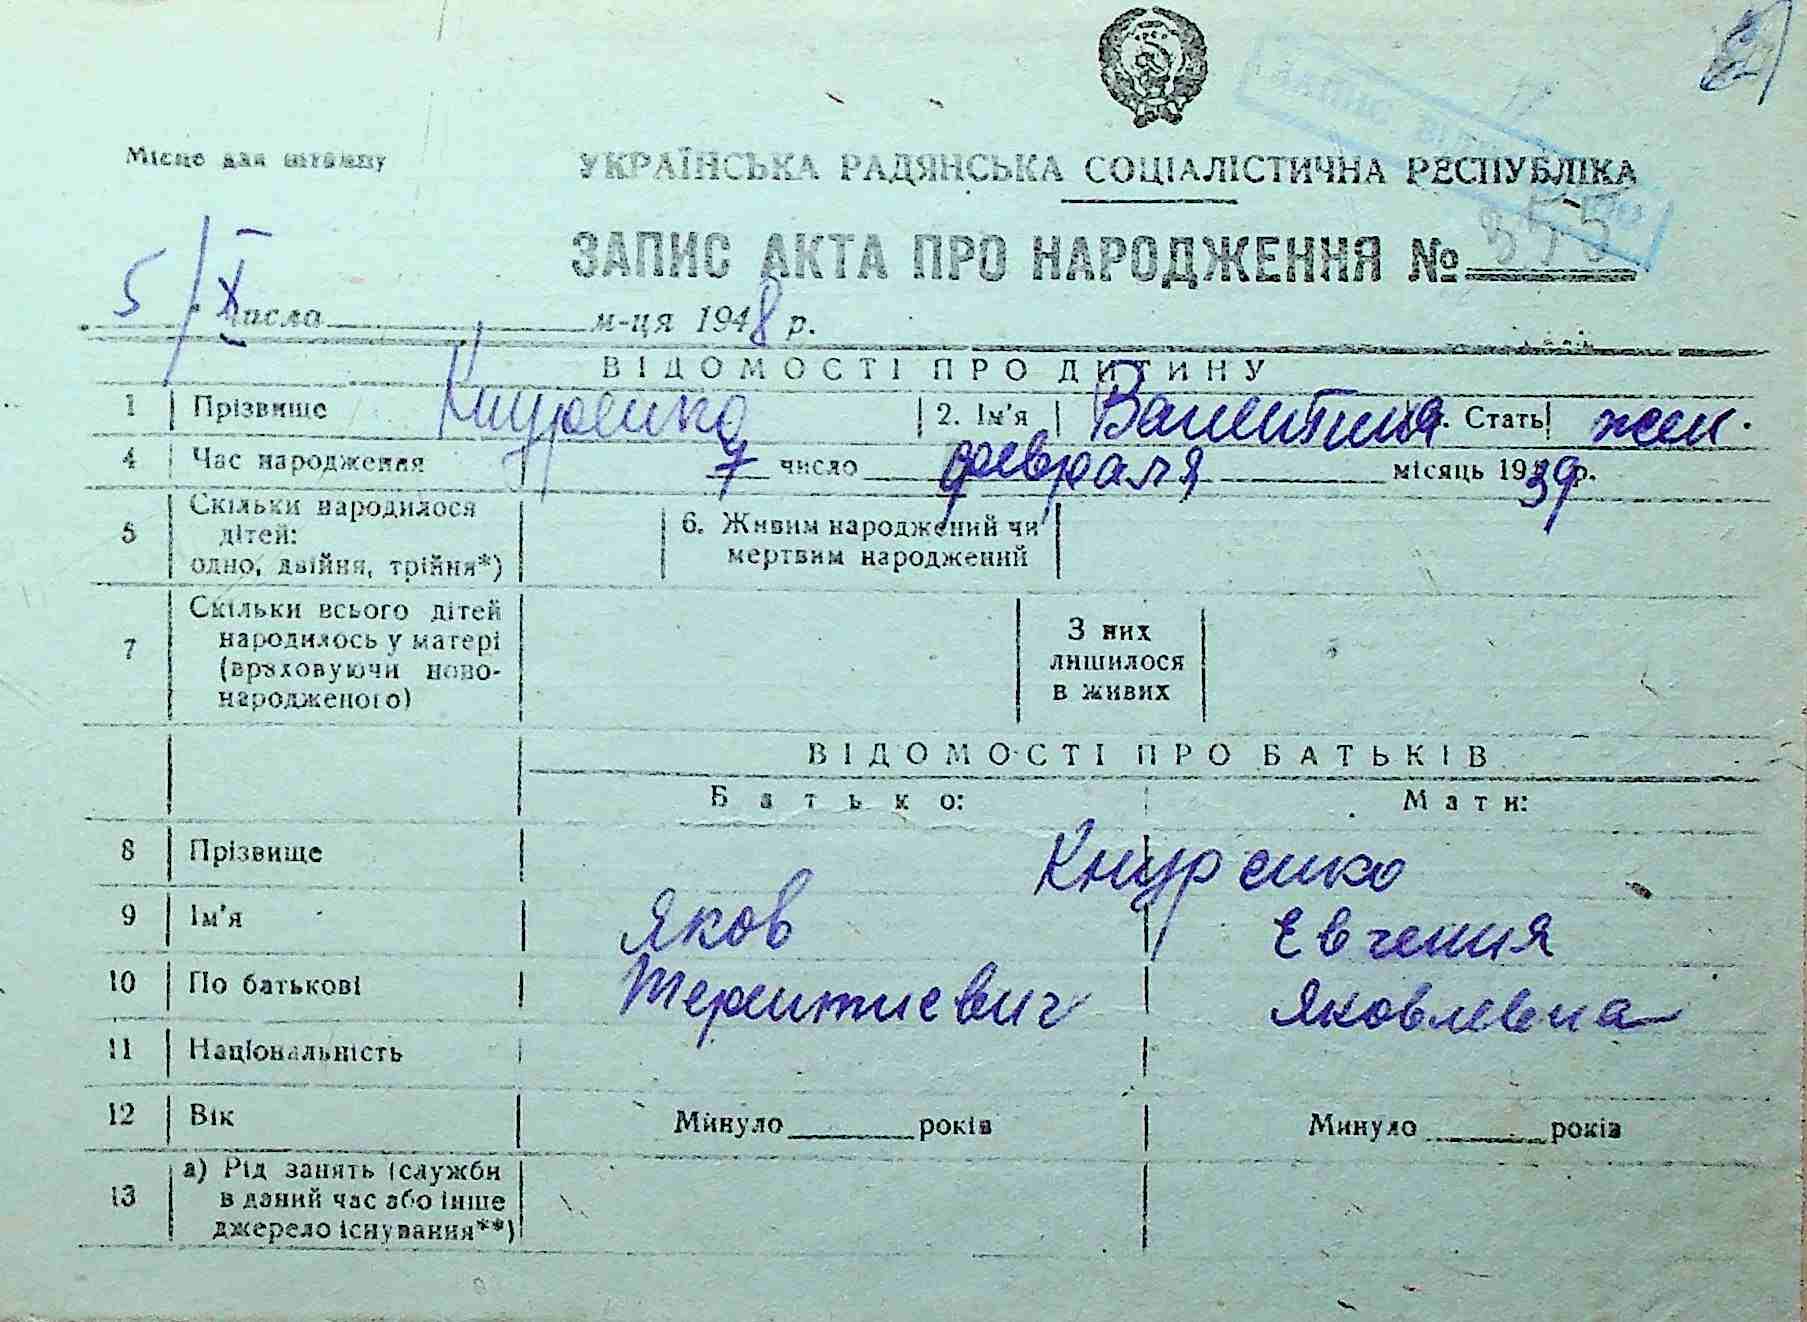 Місце для штампу
УКРАЇНСЬКА РАДЯНСЬКА СОЦІАЛІСТИЧНА РЕСПУБЛІКА
ЗАПИС АКТА ПРО НАРОДЖЕННЯ № 355
5/X числа м-ця 1948 р.
ВІДОМОСТІ ПРО ДИТИНУ
1 Прізвище Кнуренко 2. Ім'я Валентина 3. Стать жен.
4 Час народження 7 число февраля місяць 1939 р.
5 Скільки народилося дітей: одно, двійня, трійня*) 6. Живим народжений чи мертвим народжений
7 Скільки всього дітей народилось у матері (враховуючи новонародженого) З них лишилося в живих
ВІДОМОСТІ ПРО БАТЬКІВ
Батько: Мати:
8 Прізвище Кнуренко
9 Ім'я Яков Евгения
10 По батькові Терентиевич Яковлевна
11 Національність
12 Вік Минуло років Минуло років
13 а) Рід занять (служби в даний час або інше джерело існування**)